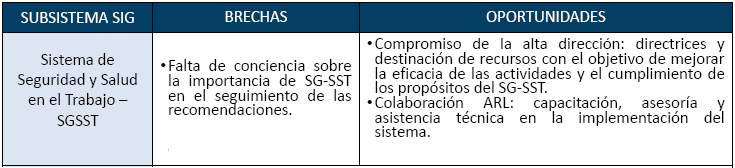 SUBSISTEMA SIG
BRECHAS
OPORTUNIDADES
Sistema de
Seguridad y Salud
en el Trabajo –
SGSST
•Falta de conciencia sobre
la importancia de SG-SST
en el seguimiento de las
recomendaciones.
•Compromiso de la alta dirección: directrices y
destinación de recursos con el objetivo de mejorar
la eficacia de las actividades y el cumplimiento de
los propósitos del SG-SST.
•Colaboración ARL: capacitación, asesoría y
asistencia técnica en la implementación del
sistema.